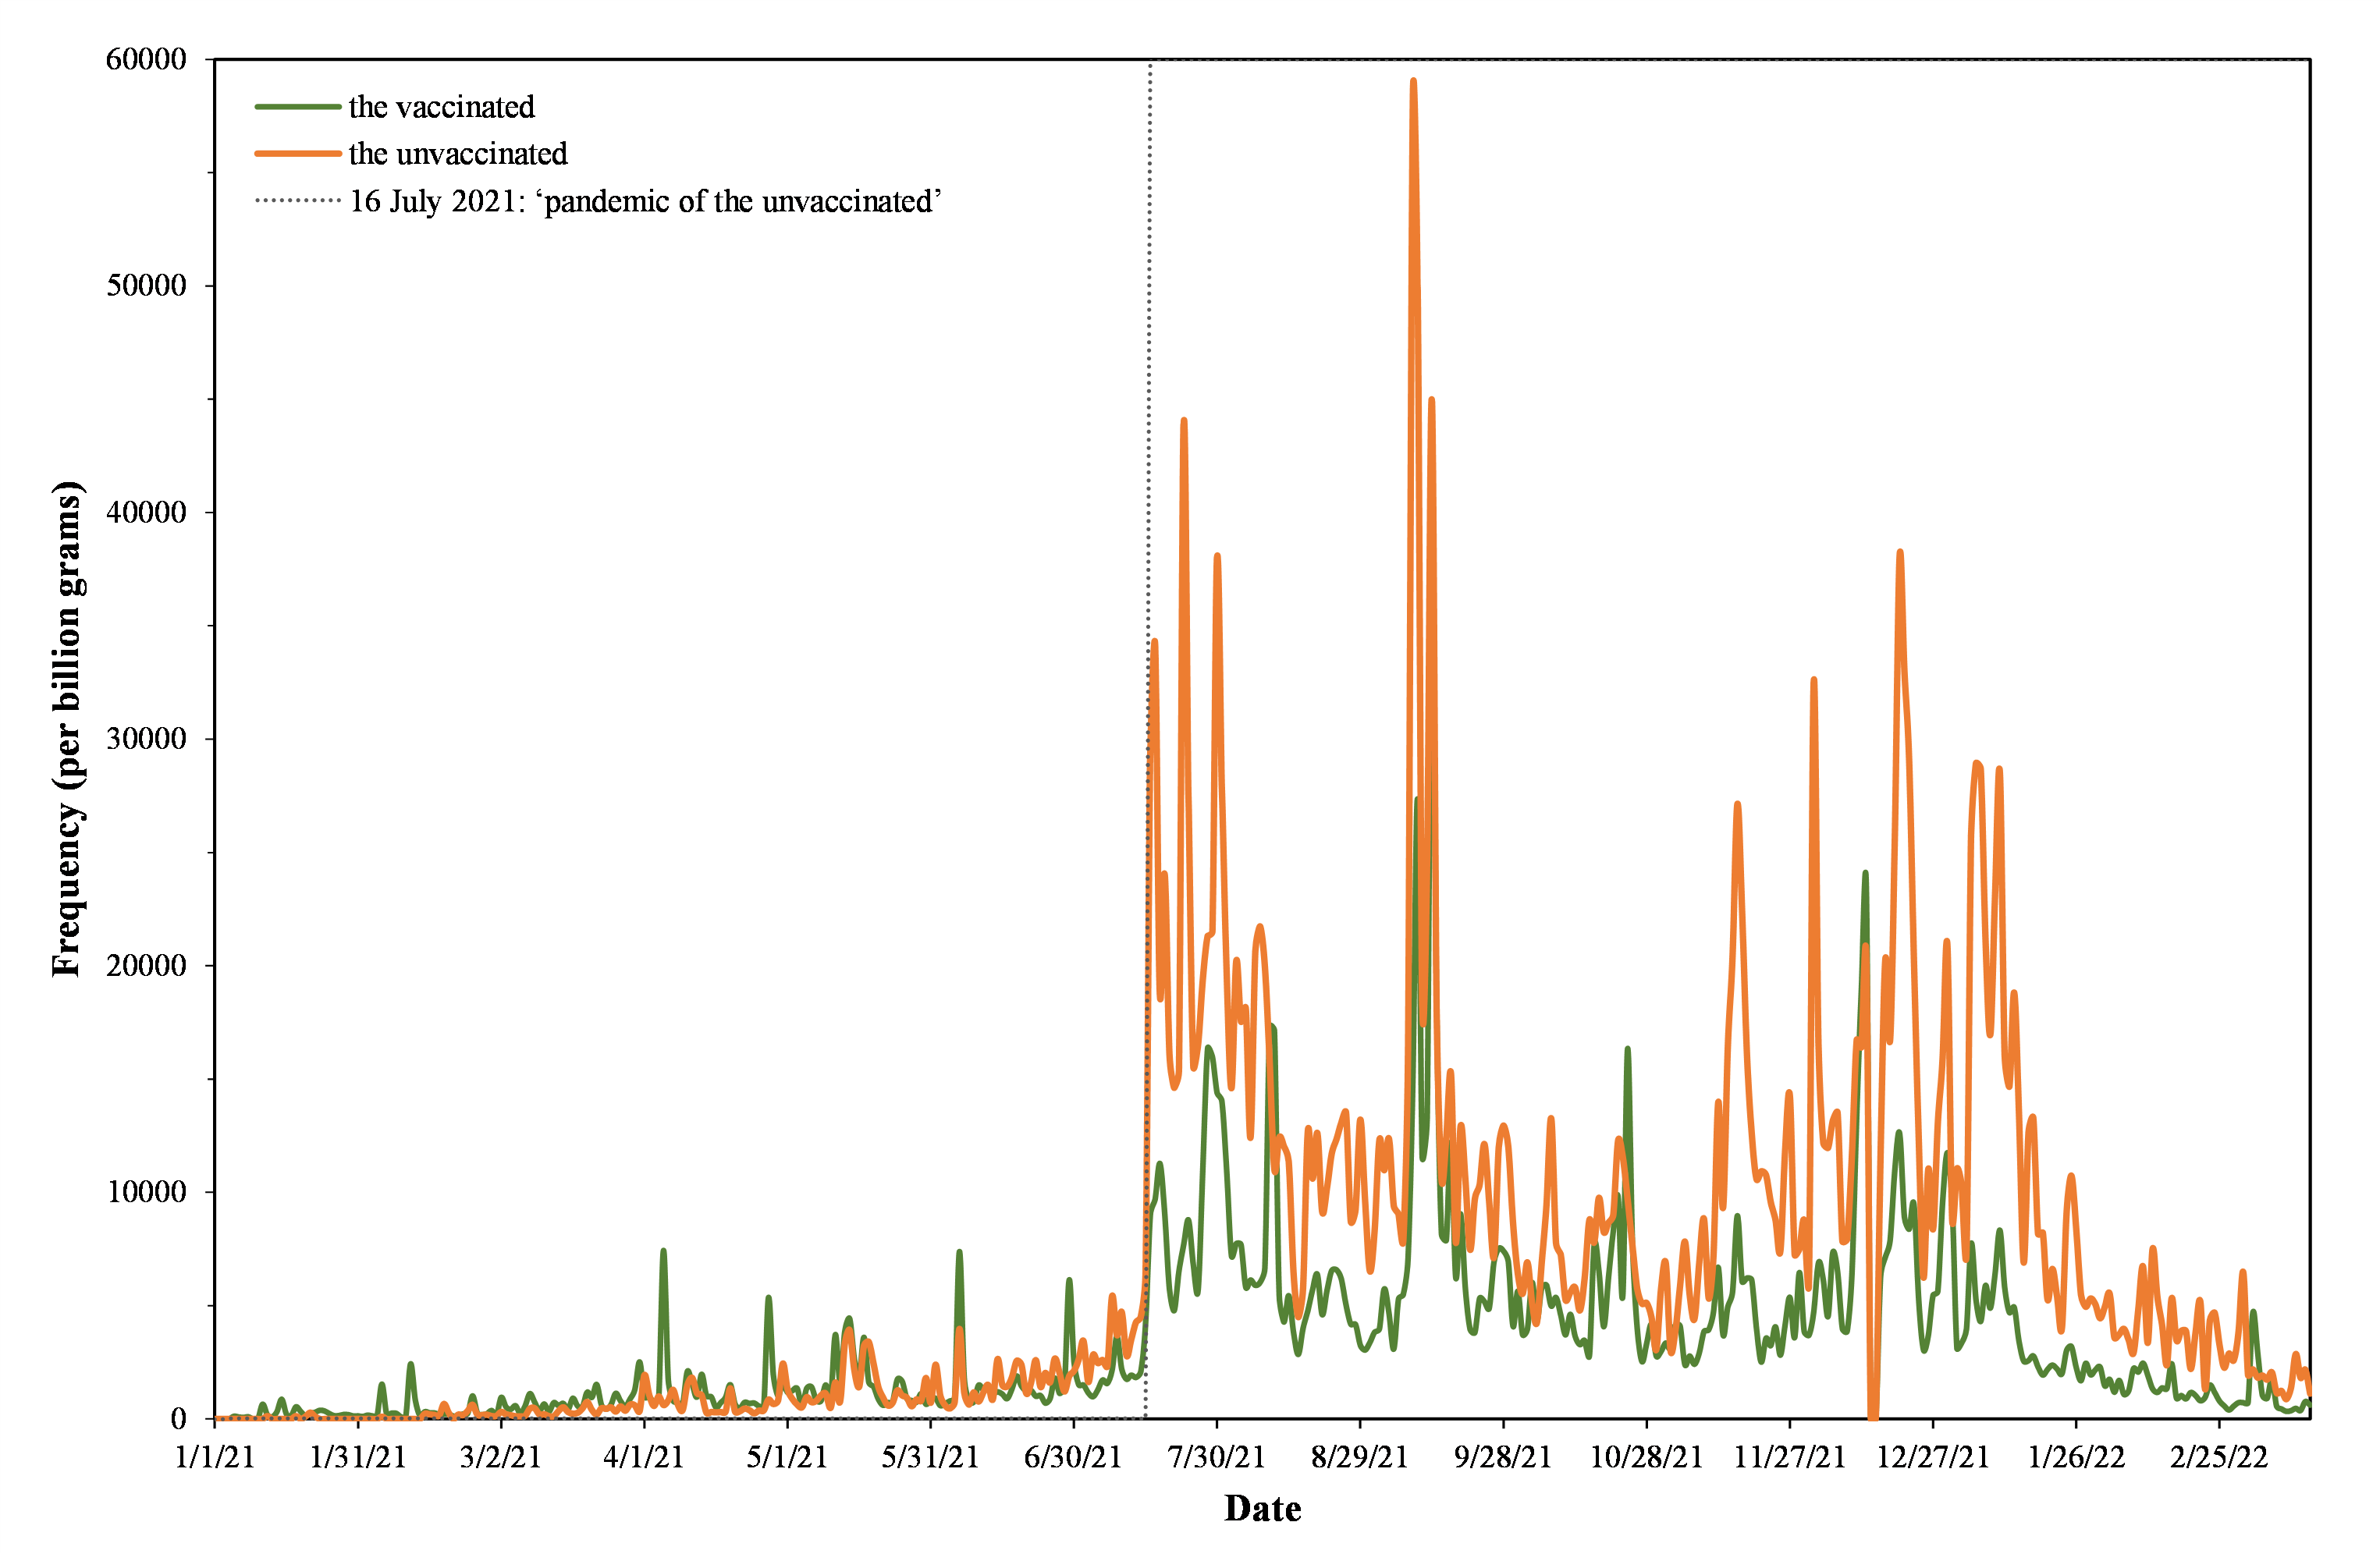 60000
the vaccinated
the unvaccinated
16 July 2021: ‘pandemic of the unvaccinated’
50000
40000
30000
20000
10000
0
Frequency (per billion grams)
1/1/21 1/31/21 3/2/21 4/1/21 5/1/21 5/31/21 6/30/21 7/30/21 8/29/21 9/28/21 10/28/21 11/27/21 12/27/21 1/26/22 2/25/22
Date